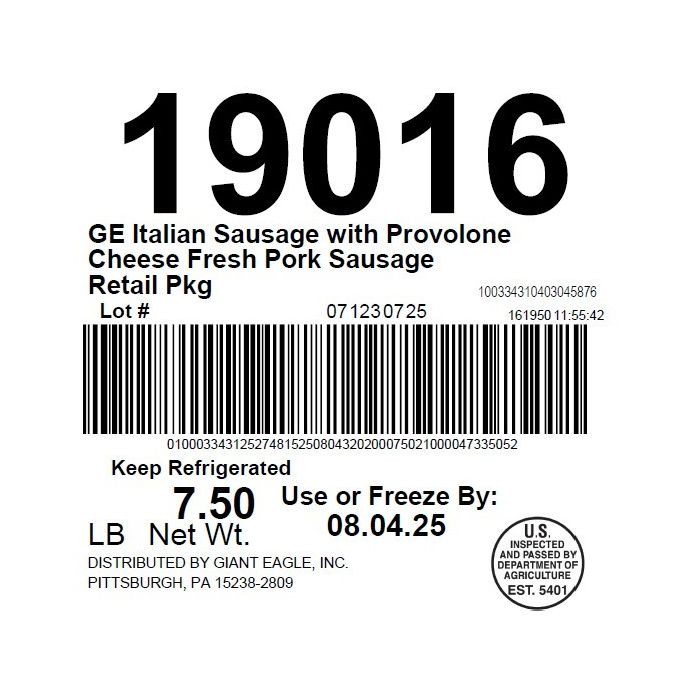 19016
GE Italian Sausage with Provolone
Cheese Fresh Pork Sausage
Retail Pkg
100334310403045876
Lot # 071230725
161950 11:55:42
01000334312527481525080432020007502100004733​5052
Keep Refrigerated
7.50
Use or Freeze By:
08.04.25
LB Net Wt.
DISTRIBUTED BY GIANT EAGLE, INC.
PITTSBURGH, PA 15238-2809
U.S.
INSPECTED
AND PASSED BY
DEPARTMENT OF
AGRICULTURE
EST. 5401